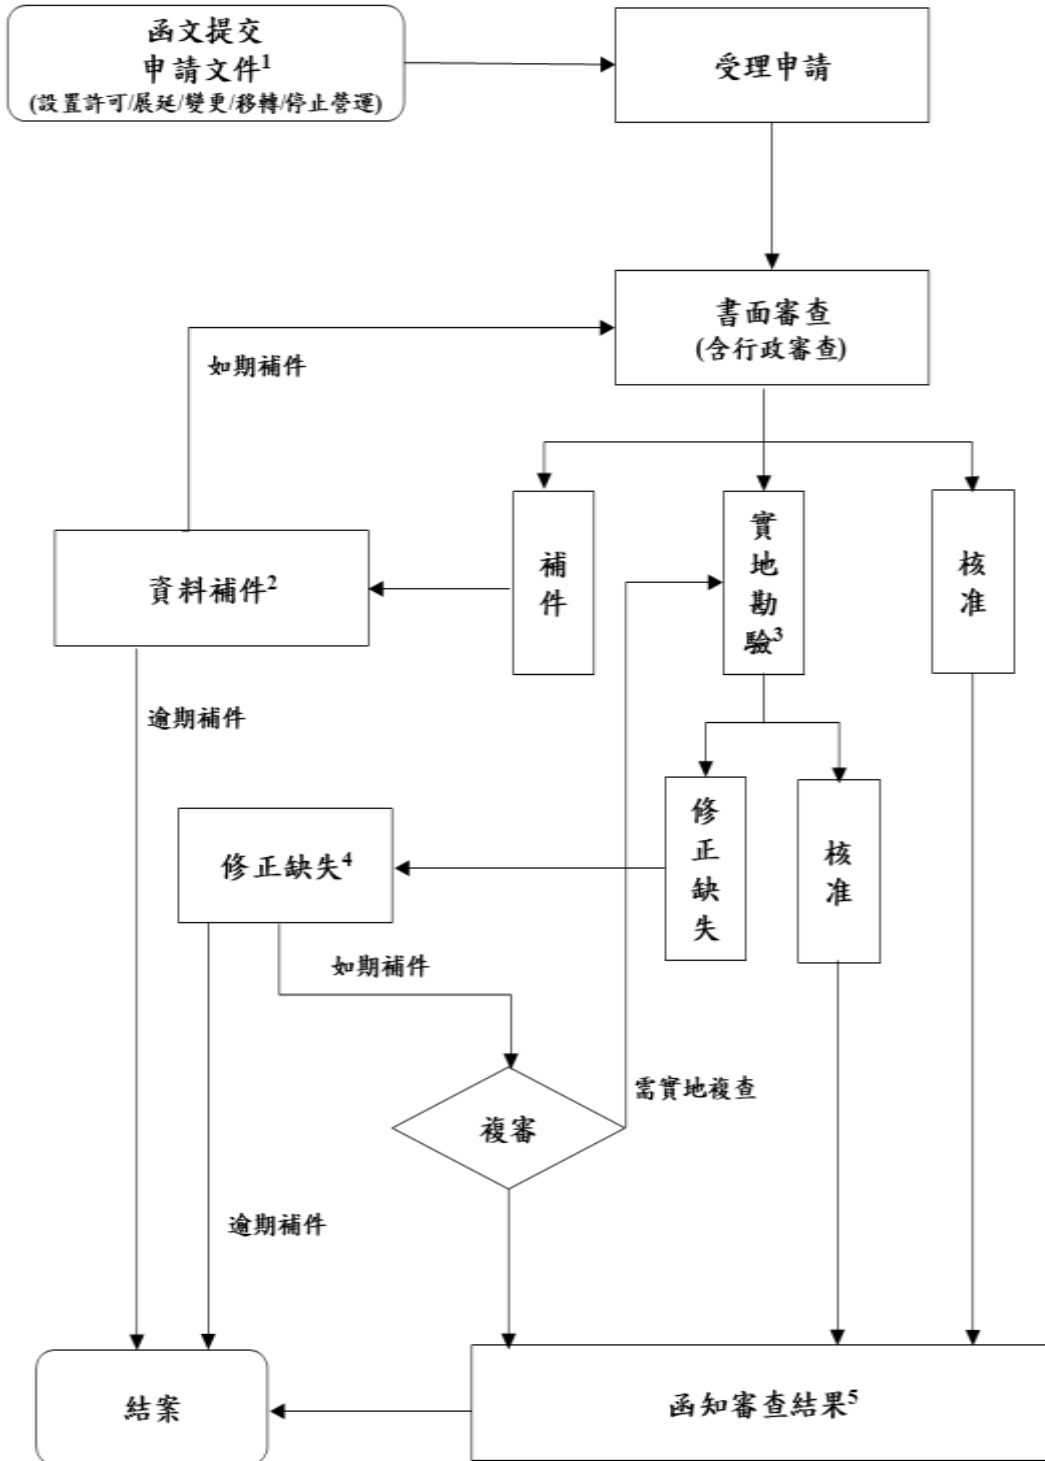 函文提交
申請文件¹
(設置許可/展延/變更/移轉/停止營運)
受理申請
書面審查
(含行政審查)
如期補件
補件
實地勘驗³
核准
資料補件²
逾期補件
修正缺失
核准
修正缺失⁴
如期補件
需實地複查
複審
逾期補件
結案
函知審查結果⁵